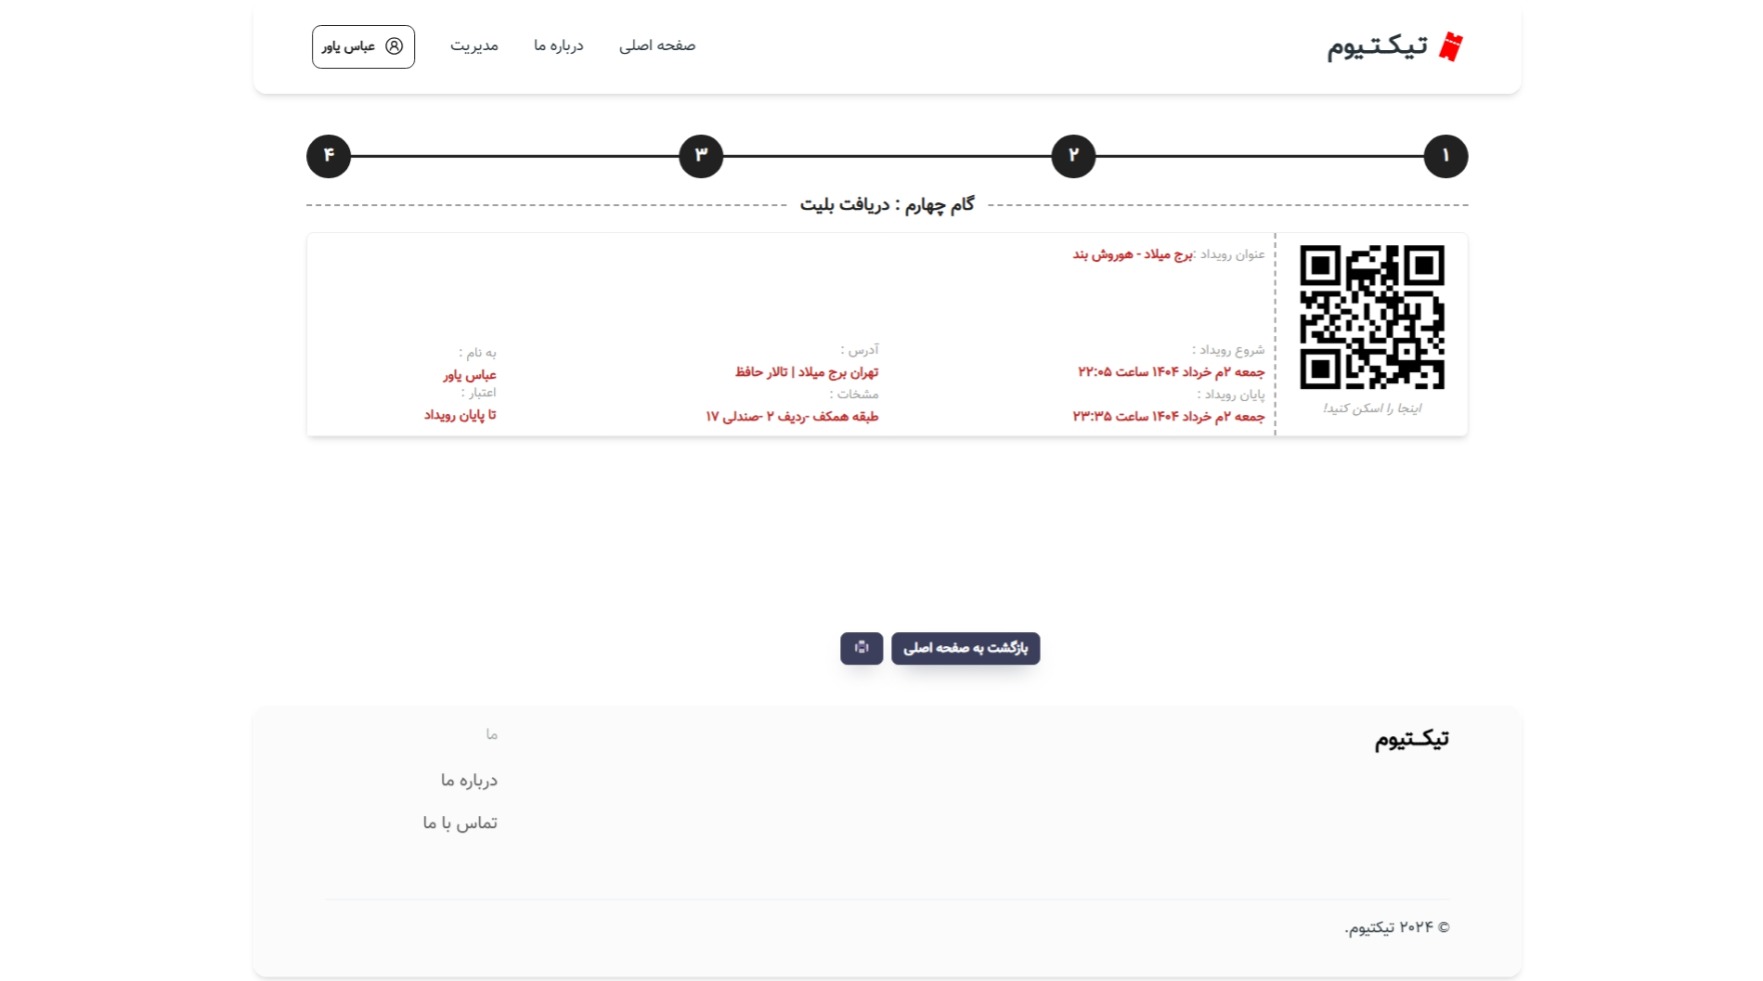 تیکـتـیوم
صفحه اصلی
درباره ما
مدیریت
عباس یاور
۱
۲
۳
۴
گام چهارم : دریافت بلیت
اینجا را اسکن کنید!
عنوان رویداد :برج میلاد - هوروش بند
شروع رویداد :
جمعه ۲م خرداد ۱۴۰۴ ساعت ۲۲:۰۵
پایان رویداد :
جمعه ۲م خرداد ۱۴۰۴ ساعت ۲۳:۳۵
آدرس :
تهران برج میلاد | تالار حافظ
مشخات :
طبقه همکف -ردیف ۲ -صندلی ۱۷
به نام :
عباس یاور
اعتبار :
تا پایان رویداد
بازگشت به صفحه اصلی
تیکـتیوم
ما
درباره ما
تماس با ما
© ۲۰۲۴ تیکتیوم.